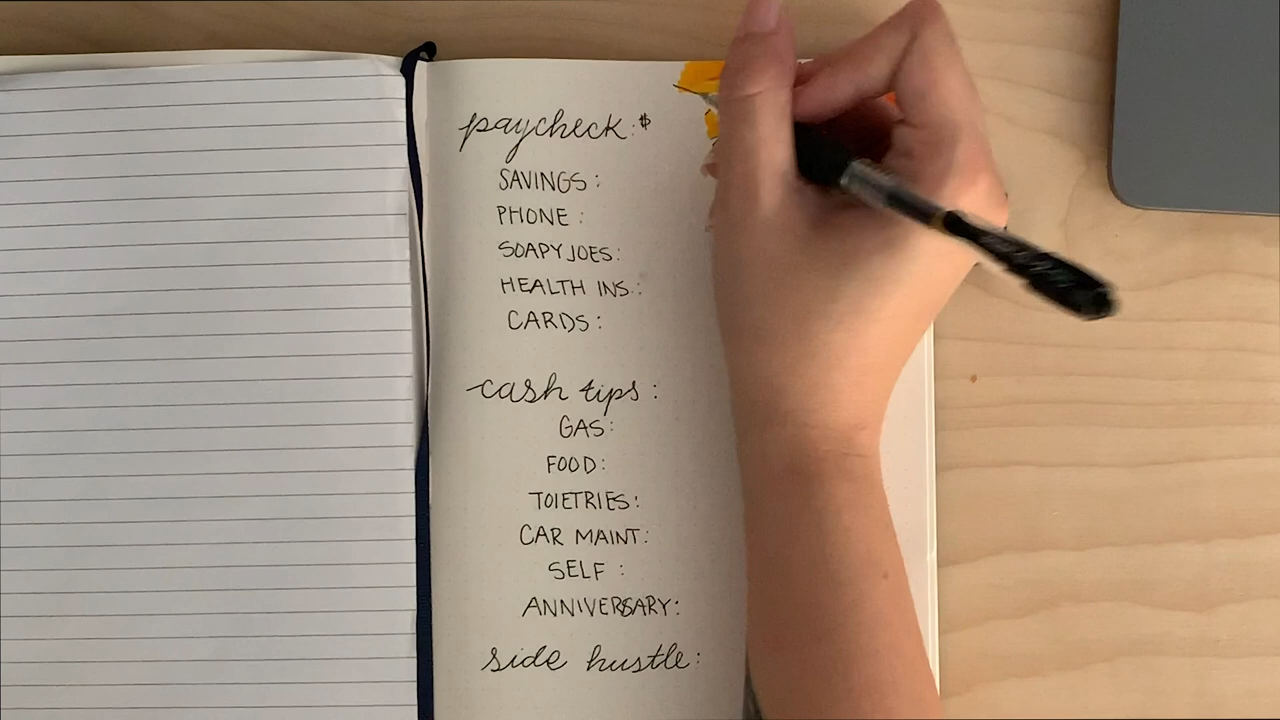 paycheck: $
SAVINGS:
PHONE:
SOAPY JOES:
HEALTH INS.:
CARDS:
cash tips:
GAS:
FOOD:
TOIETRIES:
CAR MAINT:
SELF:
ANNIVERSARY:
side hustle: